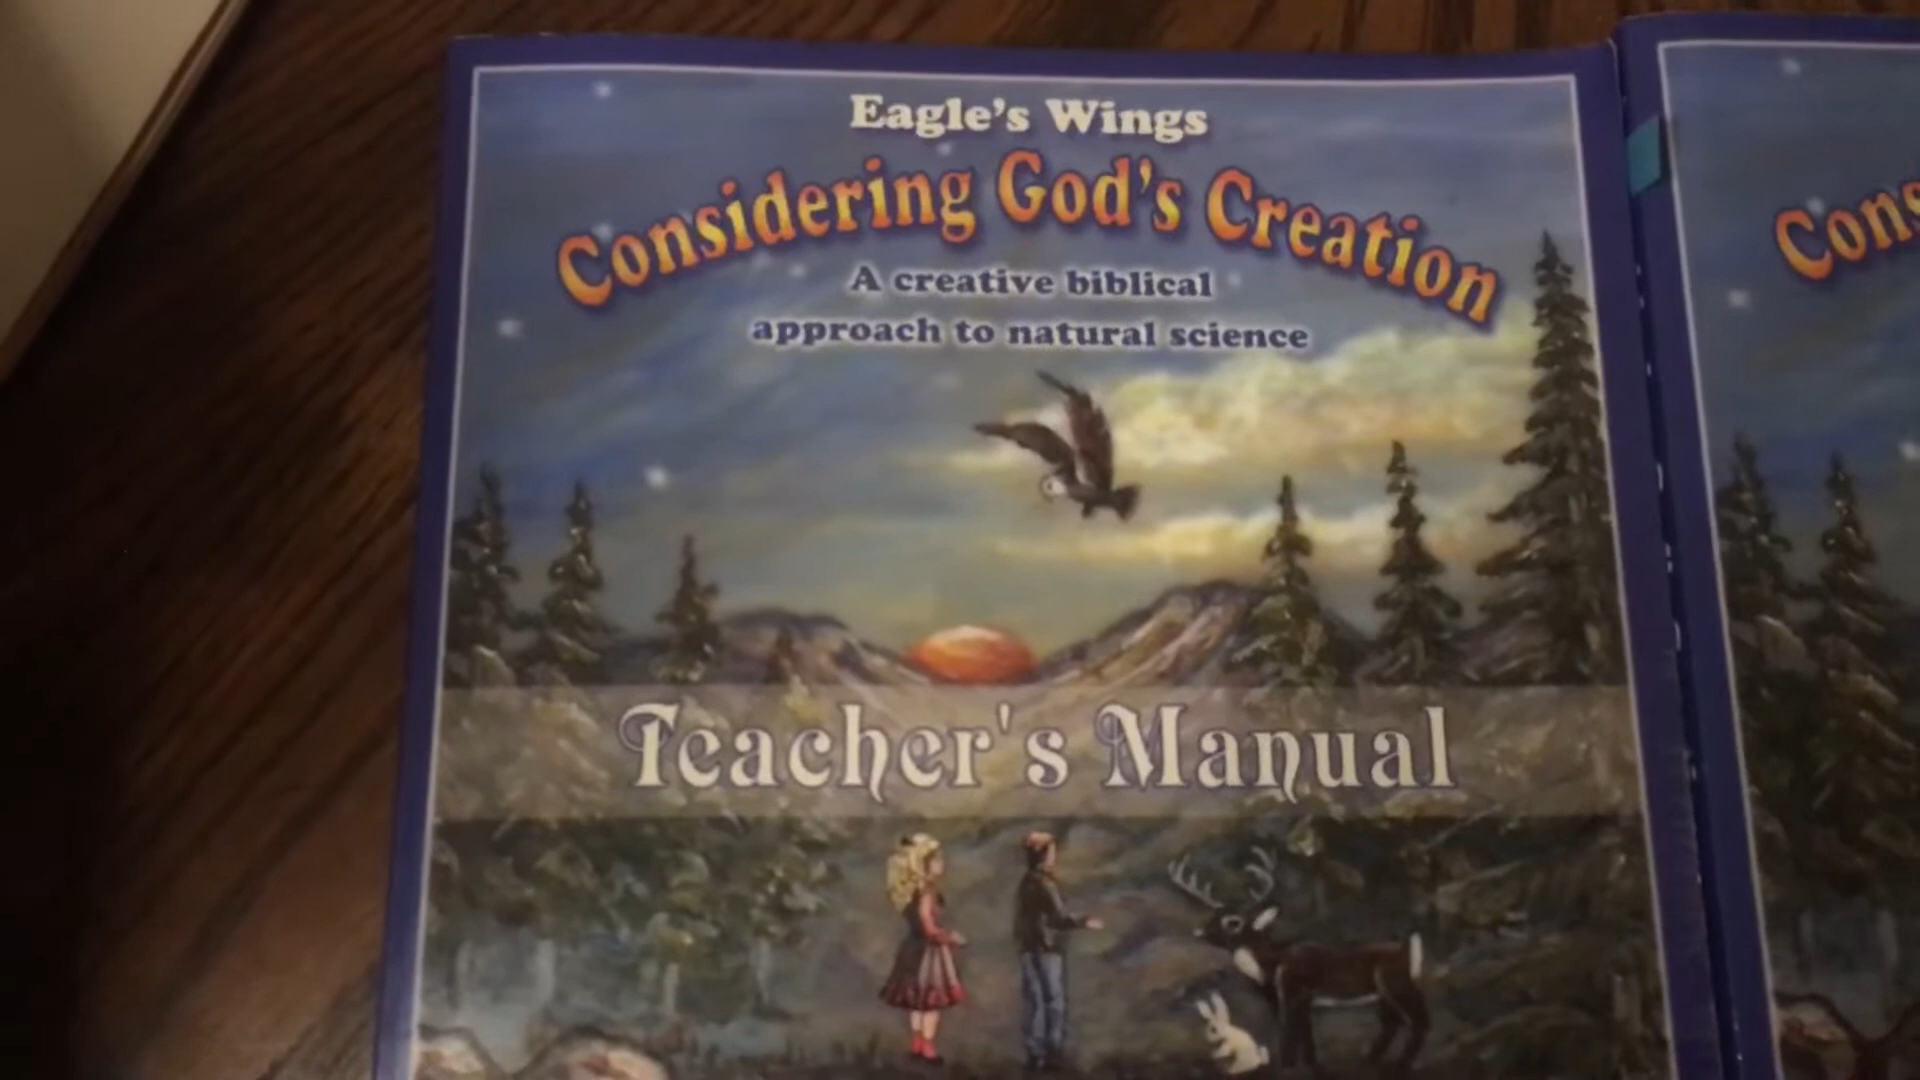 Eagle's Wings
Considering God's Creation
A creative biblical
approach to natural science
Teacher's Manual
Cons